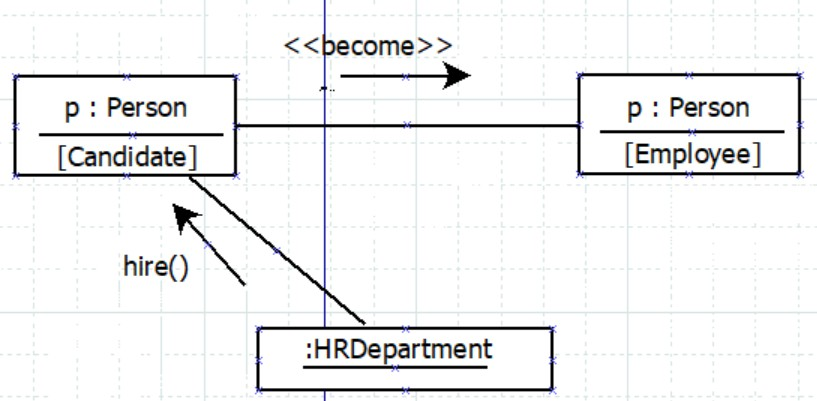 <<become>>
p : Person
[Candidate]
p : Person
[Employee]
hire()
:HRDepartment